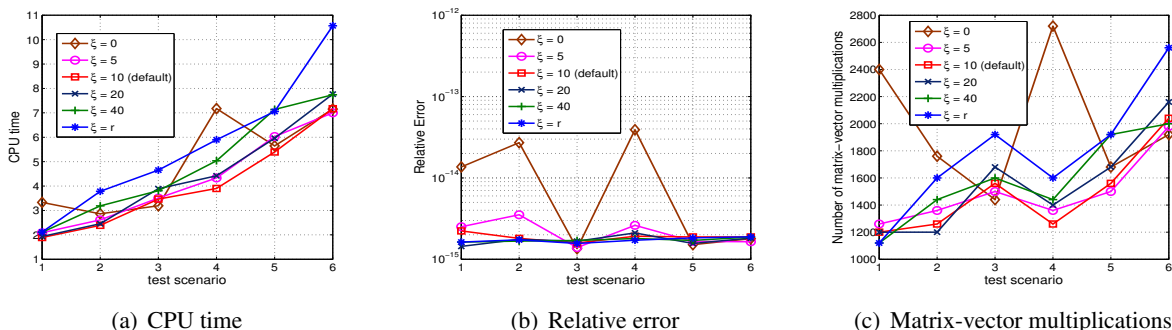 11
10
9
8
7
6
5
4
3
2
1
1 2 3 4 5 6
CPU time
test scenario
ξ = 0
ξ = 5
ξ = 10 (default)
ξ = 20
ξ = 40
ξ = r
(a) CPU time
10⁻¹²
10⁻¹³
10⁻¹⁴
10⁻¹⁵
1 2 3 4 5 6
Relative Error
test scenario
ξ = 0
ξ = 5
ξ = 10 (default)
ξ = 20
ξ = 40
ξ = r
(b) Relative error
2800
2600
2400
2200
2000
1800
1600
1400
1200
1000
1 2 3 4 5 6
Number of matrix−vector multiplications
test scenario
ξ = 0
ξ = 5
ξ = 10 (default)
ξ = 20
ξ = 40
ξ = r
(c) Matrix-vector multiplications